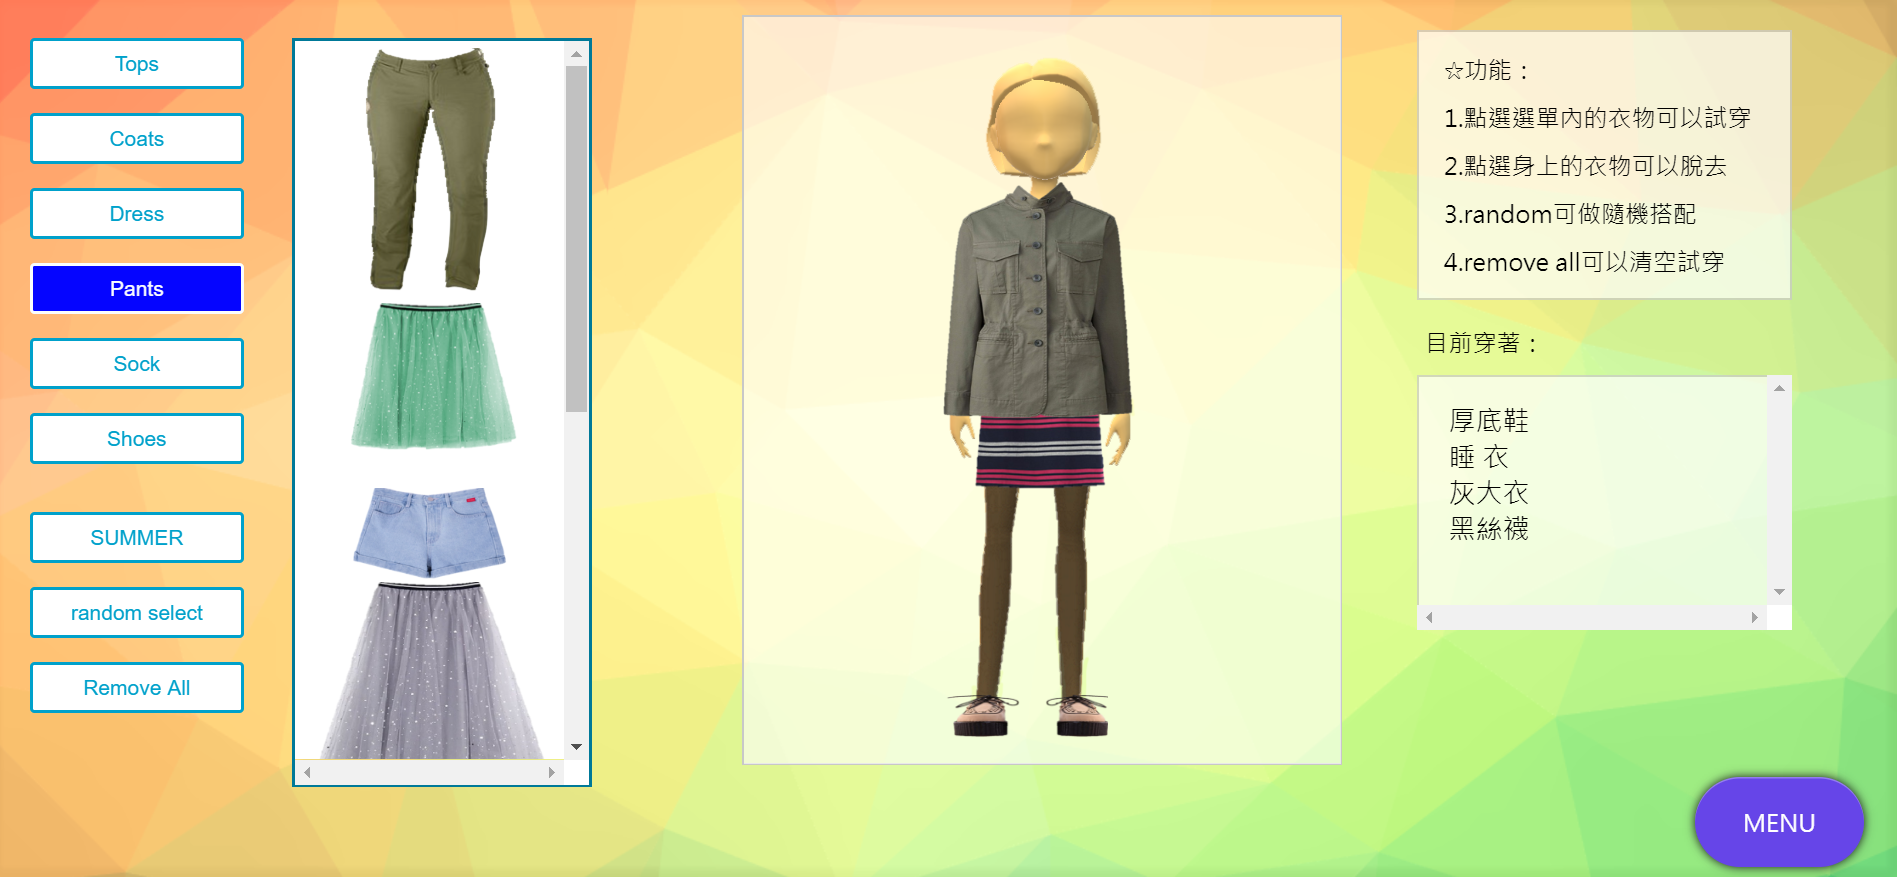 Tops
Coats
Dress
Pants
Sock
Shoes
SUMMER
random select
Remove All
☆功能：
1.點選選單內的衣物可以試穿
2.點選身上的衣物可以脫去
3.random可做隨機搭配
4.remove all可以清空試穿
目前穿著：
厚底鞋
睡 衣
灰大衣
黑絲襪
MENU